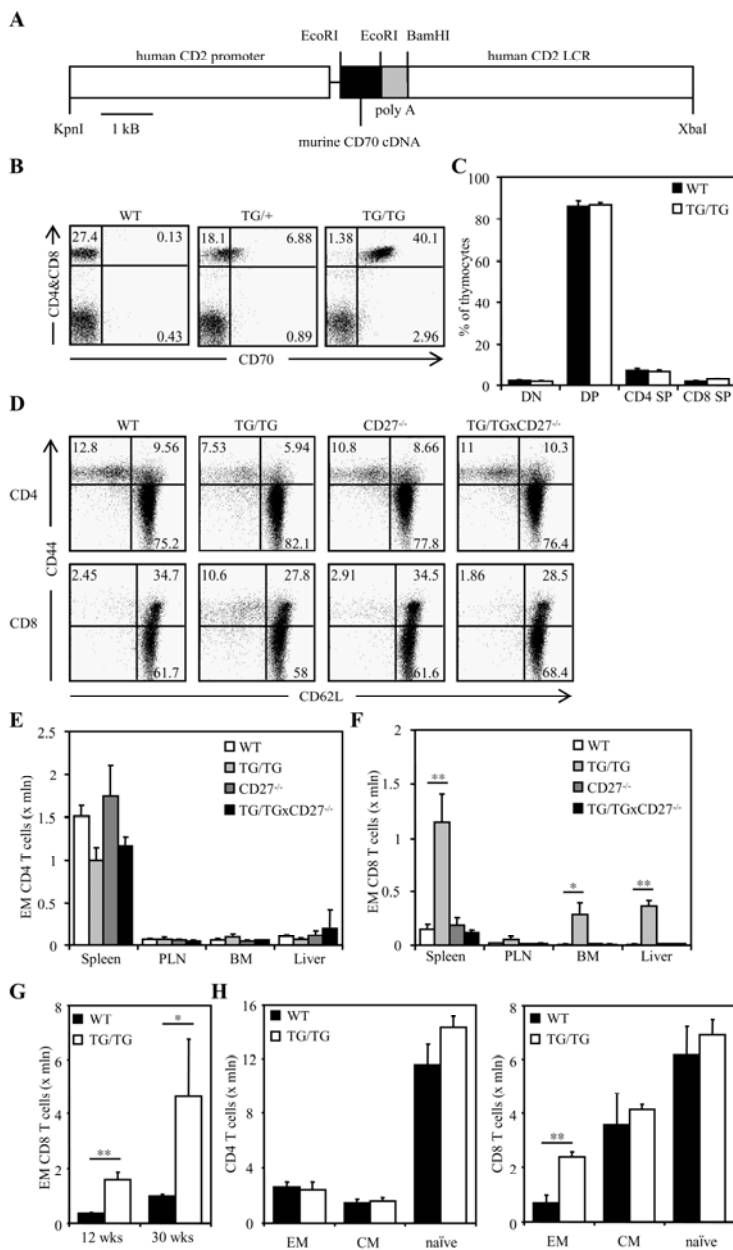 A
EcoRI EcoRI BamHI
human CD2 promoter human CD2 LCR
poly A
KpnI 1 kB XbaI
murine CD70 cDNA
B
WT TG/+ TG/TG
27.4 0.13 18.1 6.88 1.38 40.1
0.43 0.89 2.96
CD4&CD8
CD70
C
WT
TG/TG
% of thymocytes
100
80
60
40
20
0
DN DP CD4 SP CD8 SP
D
WT TG/TG CD27-/- TG/TGxCD27-/-
12.8 9.56 7.53 5.94 10.8 8.66 11 10.3
CD4
75.2 82.1 77.8 76.4
CD44
2.45 34.7 10.6 27.8 2.91 34.5 1.86 28.5
CD8
61.7 58 61.6 68.4
CD62L
E
EM CD4 T cells (x mln)
2.5
2
1.5
1
0.5
0
WT
TG/TG
CD27-/-
TG/TGxCD27-/-
Spleen PLN BM Liver
F
EM CD8 T cells (x mln)
2
1.5
1
0.5
0
WT
TG/TG
CD27-/-
TG/TGxCD27-/-
** * **
Spleen PLN BM Liver
G
EM CD8 T cells (x mln)
8
6
4
2
0
WT
TG/TG
** *
12 wks 30 wks
H
CD4 T cells (x mln)
16
12
8
4
0
WT
TG/TG
EM CM naïve
CD8 T cells (x mln)
8
6
4
2
0
WT
TG/TG
**
EM CM naïve